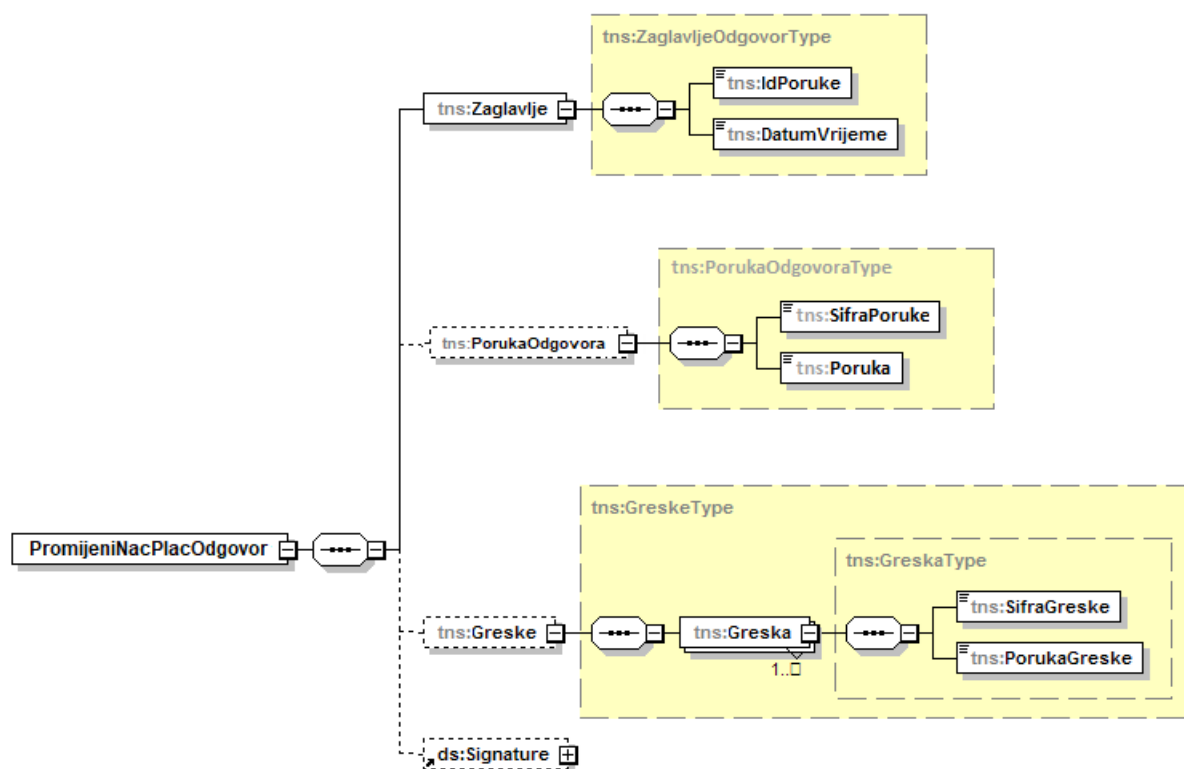 tns:ZaglavljeOdgovorType
tns:IdPoruke
tns:Zaglavlje
tns:DatumVrijeme
tns:PorukaOdgovoraType
tns:SifraPoruke
tns:PorukaOdgovora
tns:Poruka
tns:GreskeType
PromijeniNacPlacOdgovor
tns:GreskaType
tns:SifraGreske
tns:Greske
tns:Greska
tns:PorukaGreske
1..□
ds:Signature